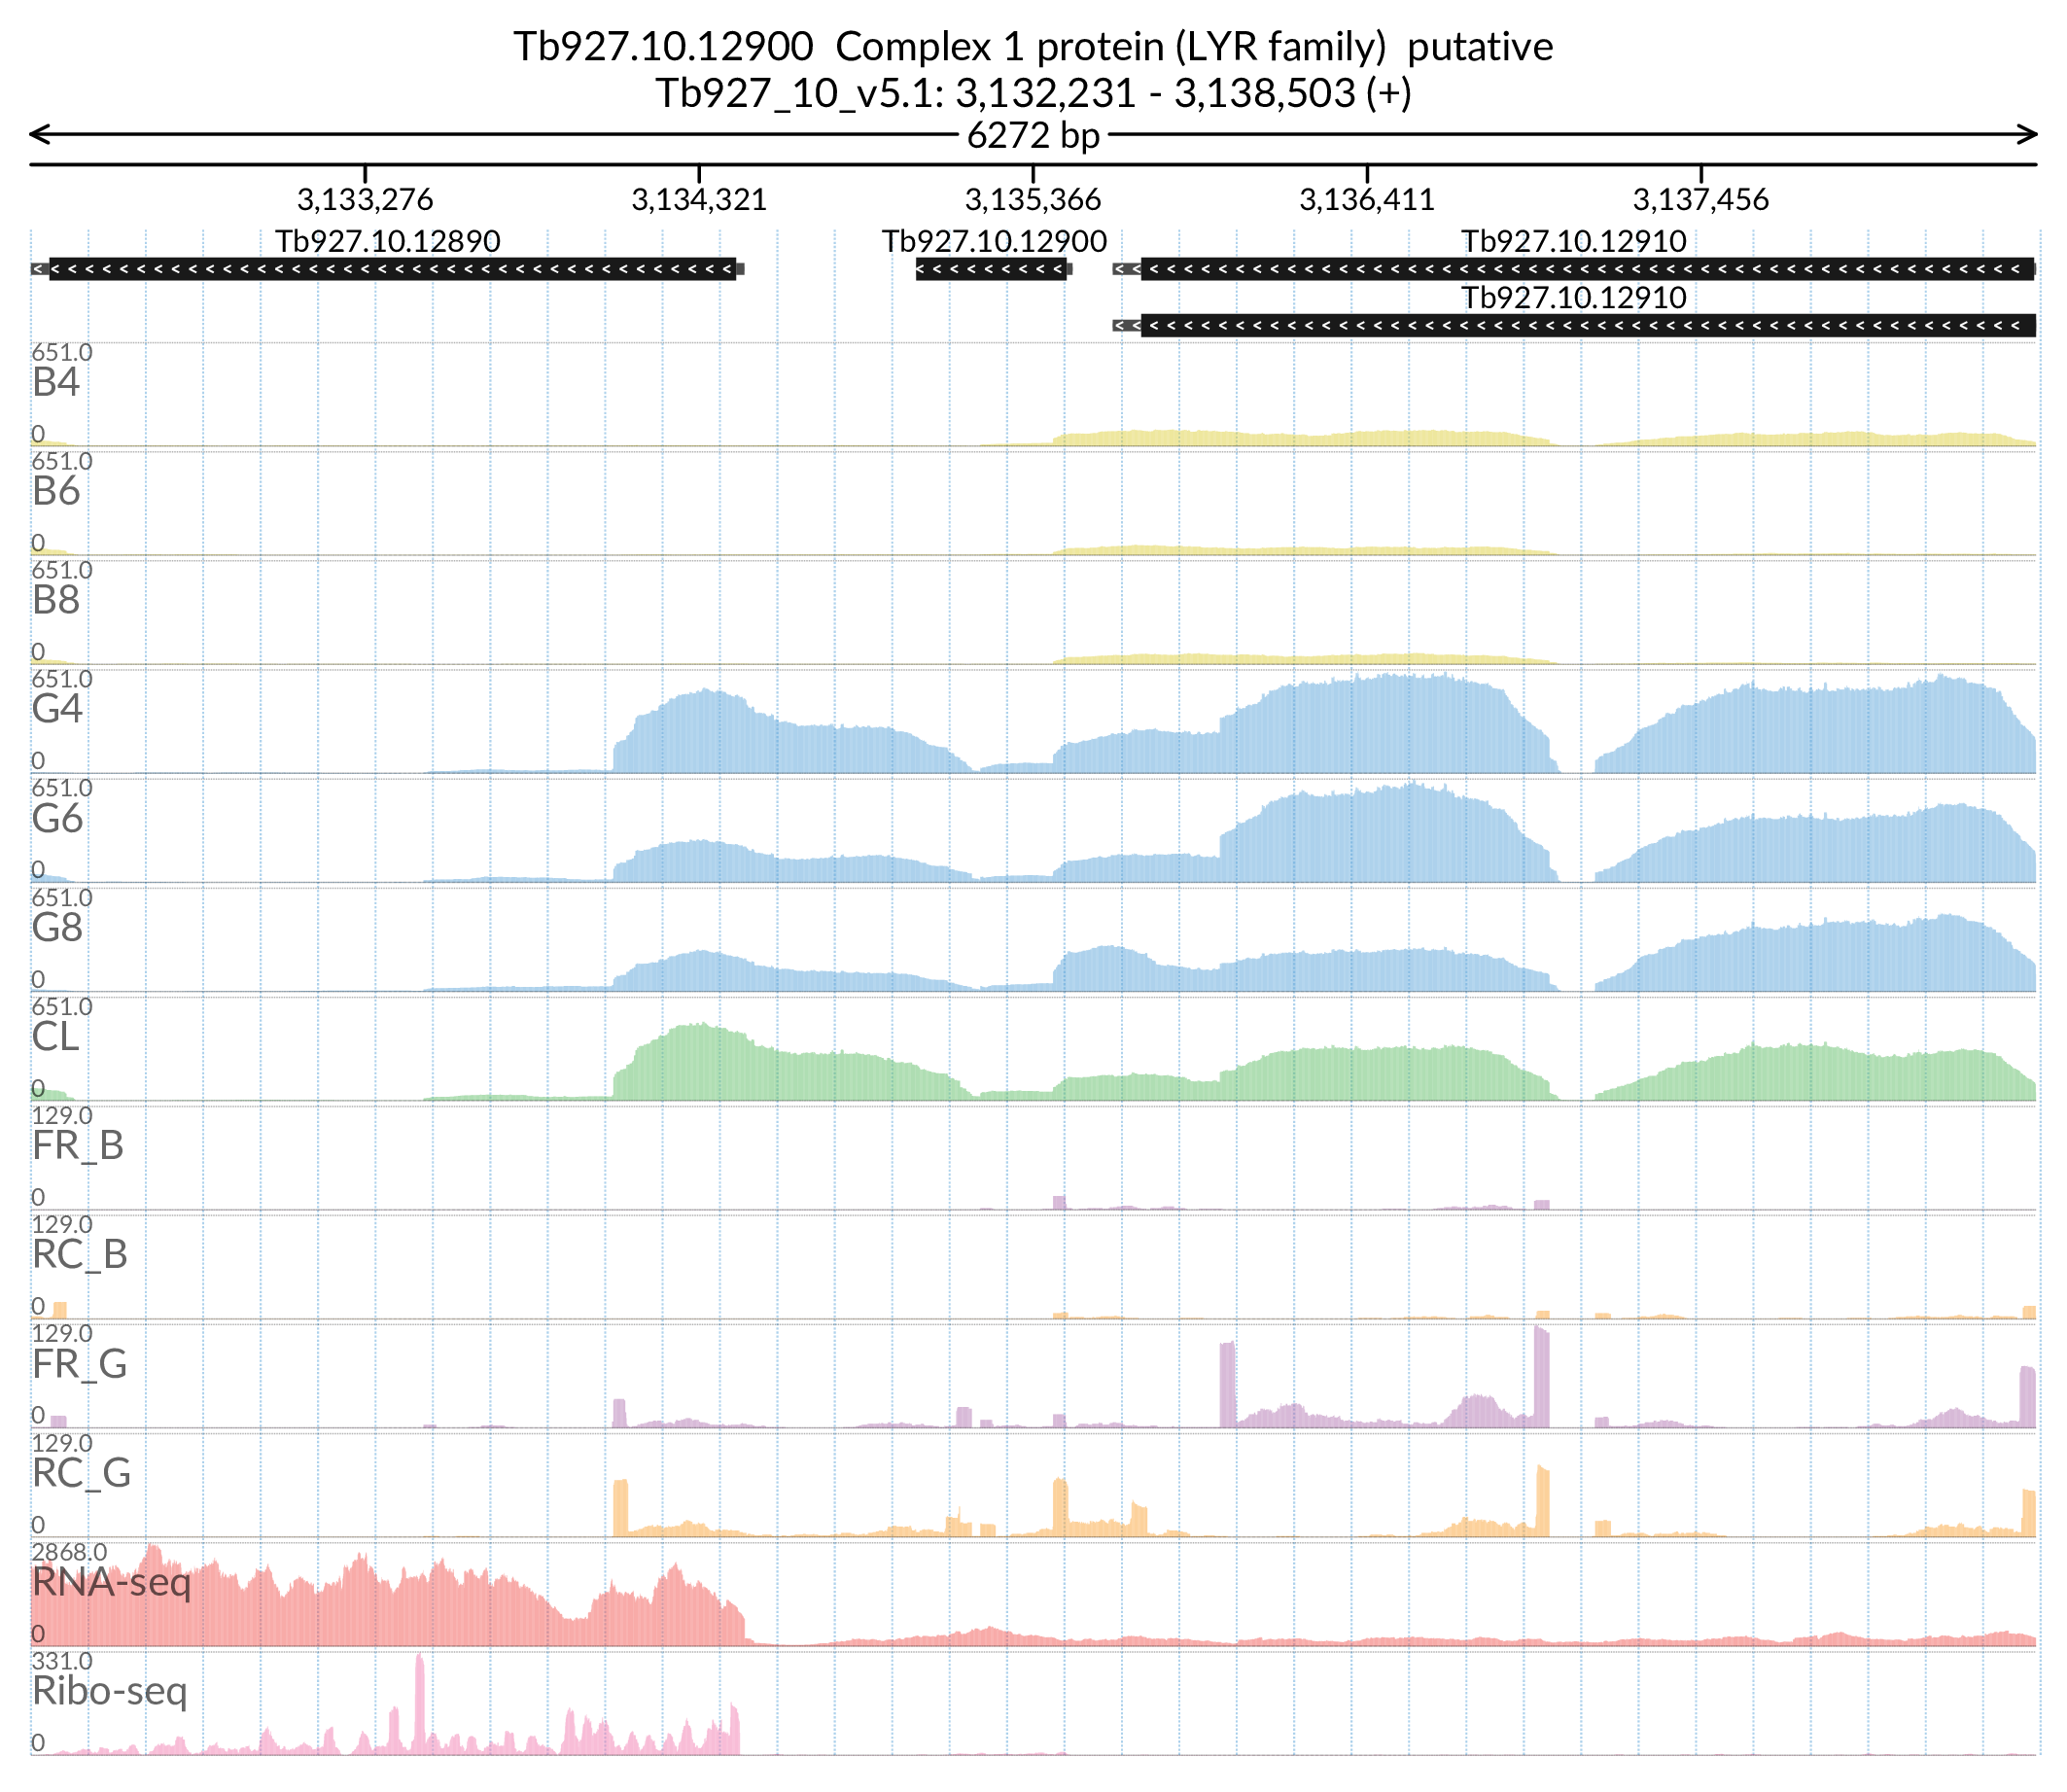 Tb927.10.12900  Complex 1 protein (LYR family)  putative
Tb927_10_v5.1: 3,132,231 - 3,138,503 (+)
6272 bp
3,133,276 3,134,321 3,135,366 3,136,411 3,137,456
Tb927.10.12890 Tb927.10.12900 Tb927.10.12910
Tb927.10.12910
651.0
B4
0
651.0
B6
0
651.0
B8
0
651.0
G4
0
651.0
G6
0
651.0
G8
0
651.0
CL
0
129.0
FR_B
0
129.0
RC_B
0
129.0
FR_G
0
129.0
RC_G
0
2868.0
RNA-seq
0
331.0
Ribo-seq
0